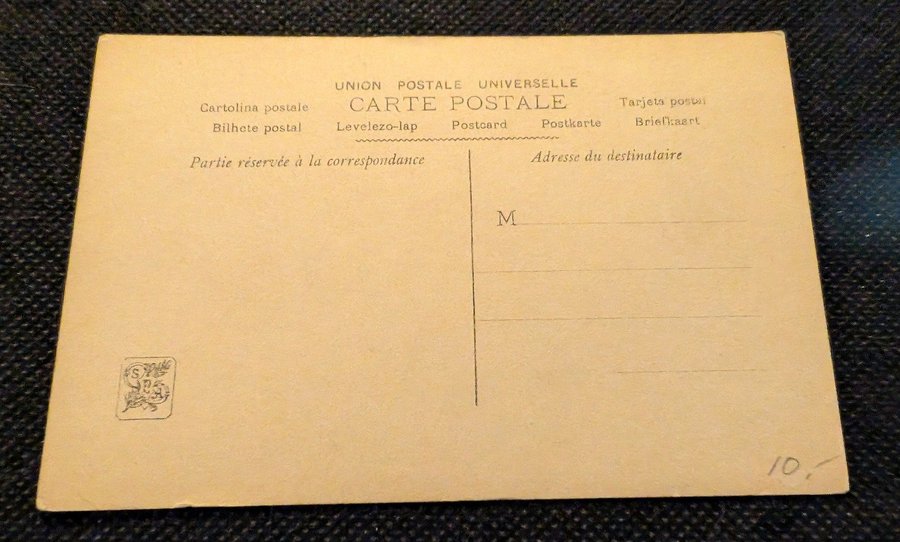 UNION POSTALE UNIVERSELLE
Cartolina postale CARTE POSTALE Tarjeta postal
Bilhete postal Levelezo-lap Postcard Postkarte Briefkaart
Partie réservée à la correspondance
Adresse du destinataire
M
10,-